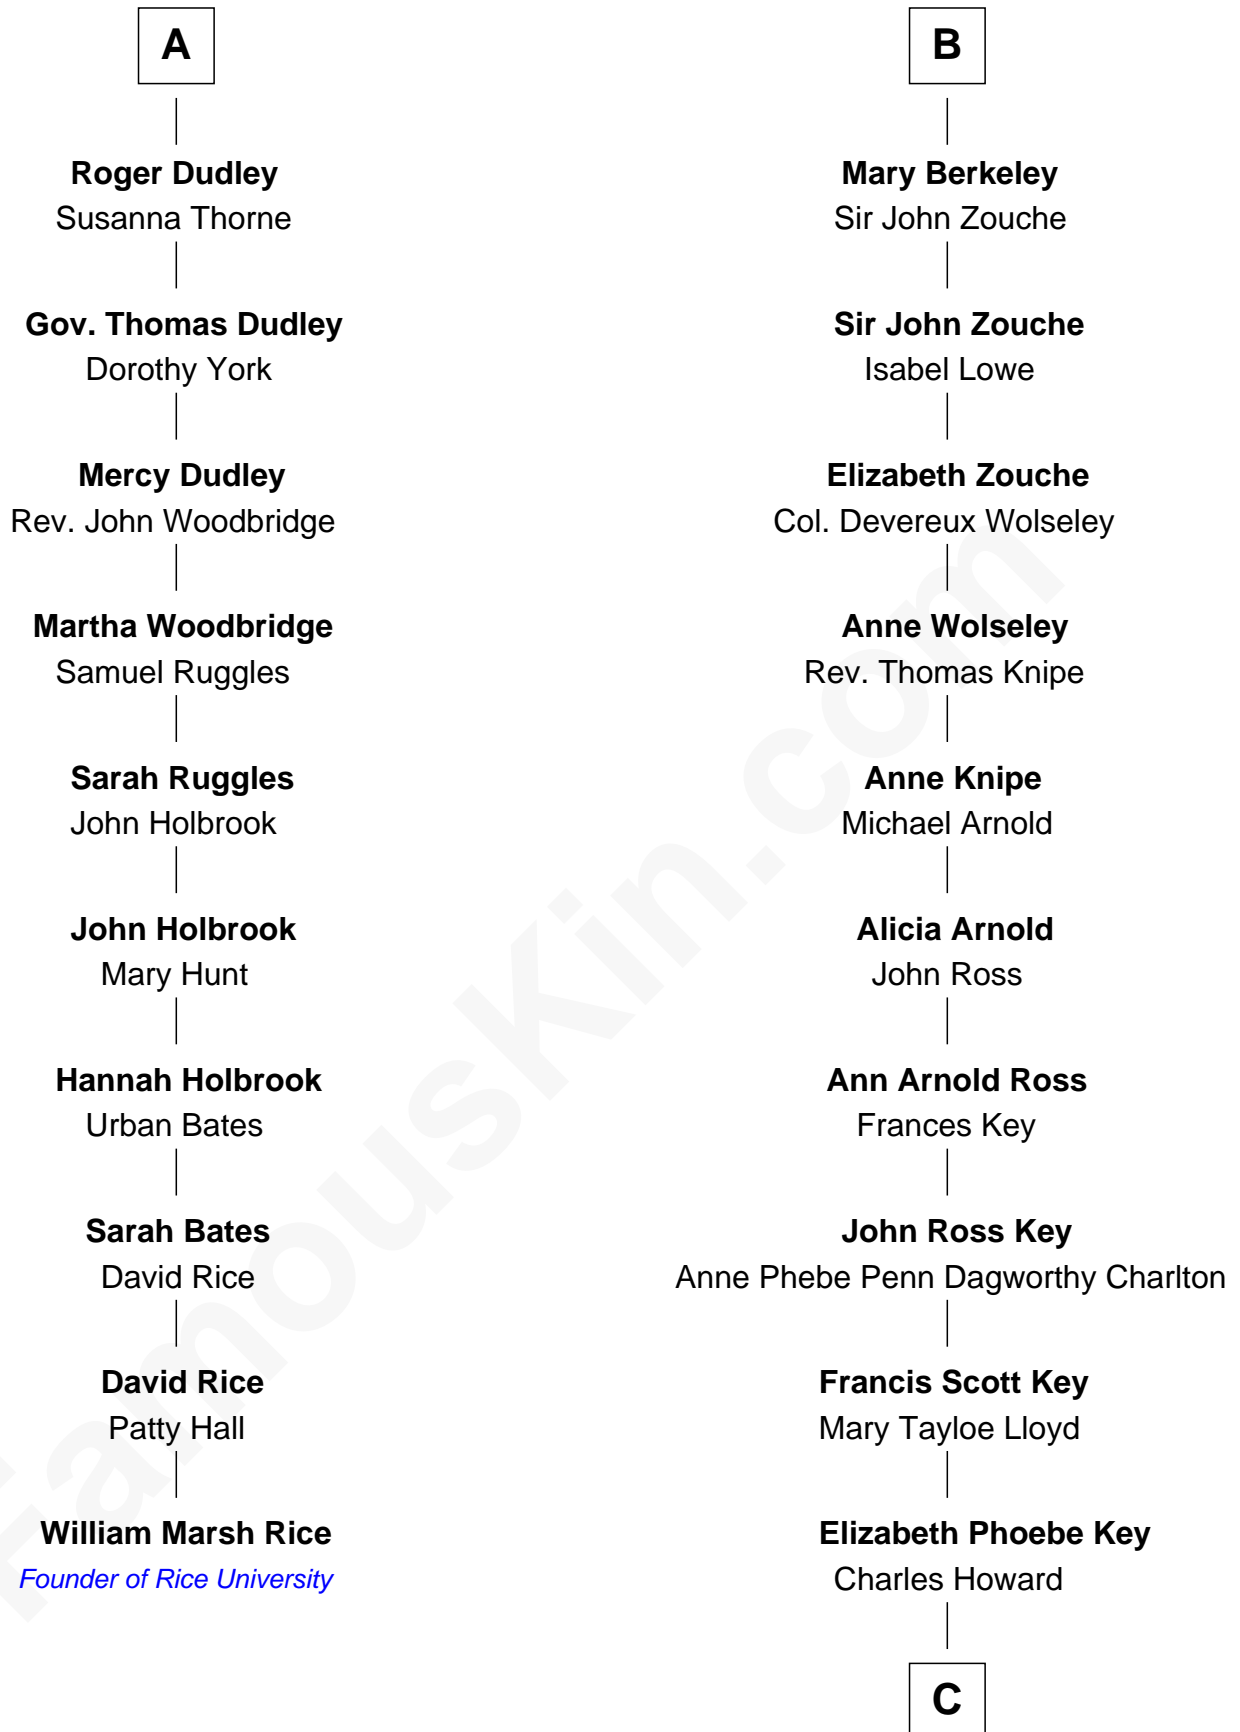 A
Roger Dudley
Susanna Thorne
Gov. Thomas Dudley
Dorothy York
Mercy Dudley
Rev. John Woodbridge
Martha Woodbridge
Samuel Ruggles
Sarah Ruggles
John Holbrook
John Holbrook
Mary Hunt
Hannah Holbrook
Urban Bates
Sarah Bates
David Rice
David Rice
Patty Hall
William Marsh Rice
Founder of Rice University
B
Mary Berkeley
Sir John Zouche
Sir John Zouche
Isabel Lowe
Elizabeth Zouche
Col. Devereux Wolseley
Anne Wolseley
Rev. Thomas Knipe
Anne Knipe
Michael Arnold
Alicia Arnold
John Ross
Ann Arnold Ross
Frances Key
John Ross Key
Anne Phebe Penn Dagworthy Charlton
Francis Scott Key
Mary Tayloe Lloyd
Elizabeth Phoebe Key
Charles Howard
C
FamousKin.com